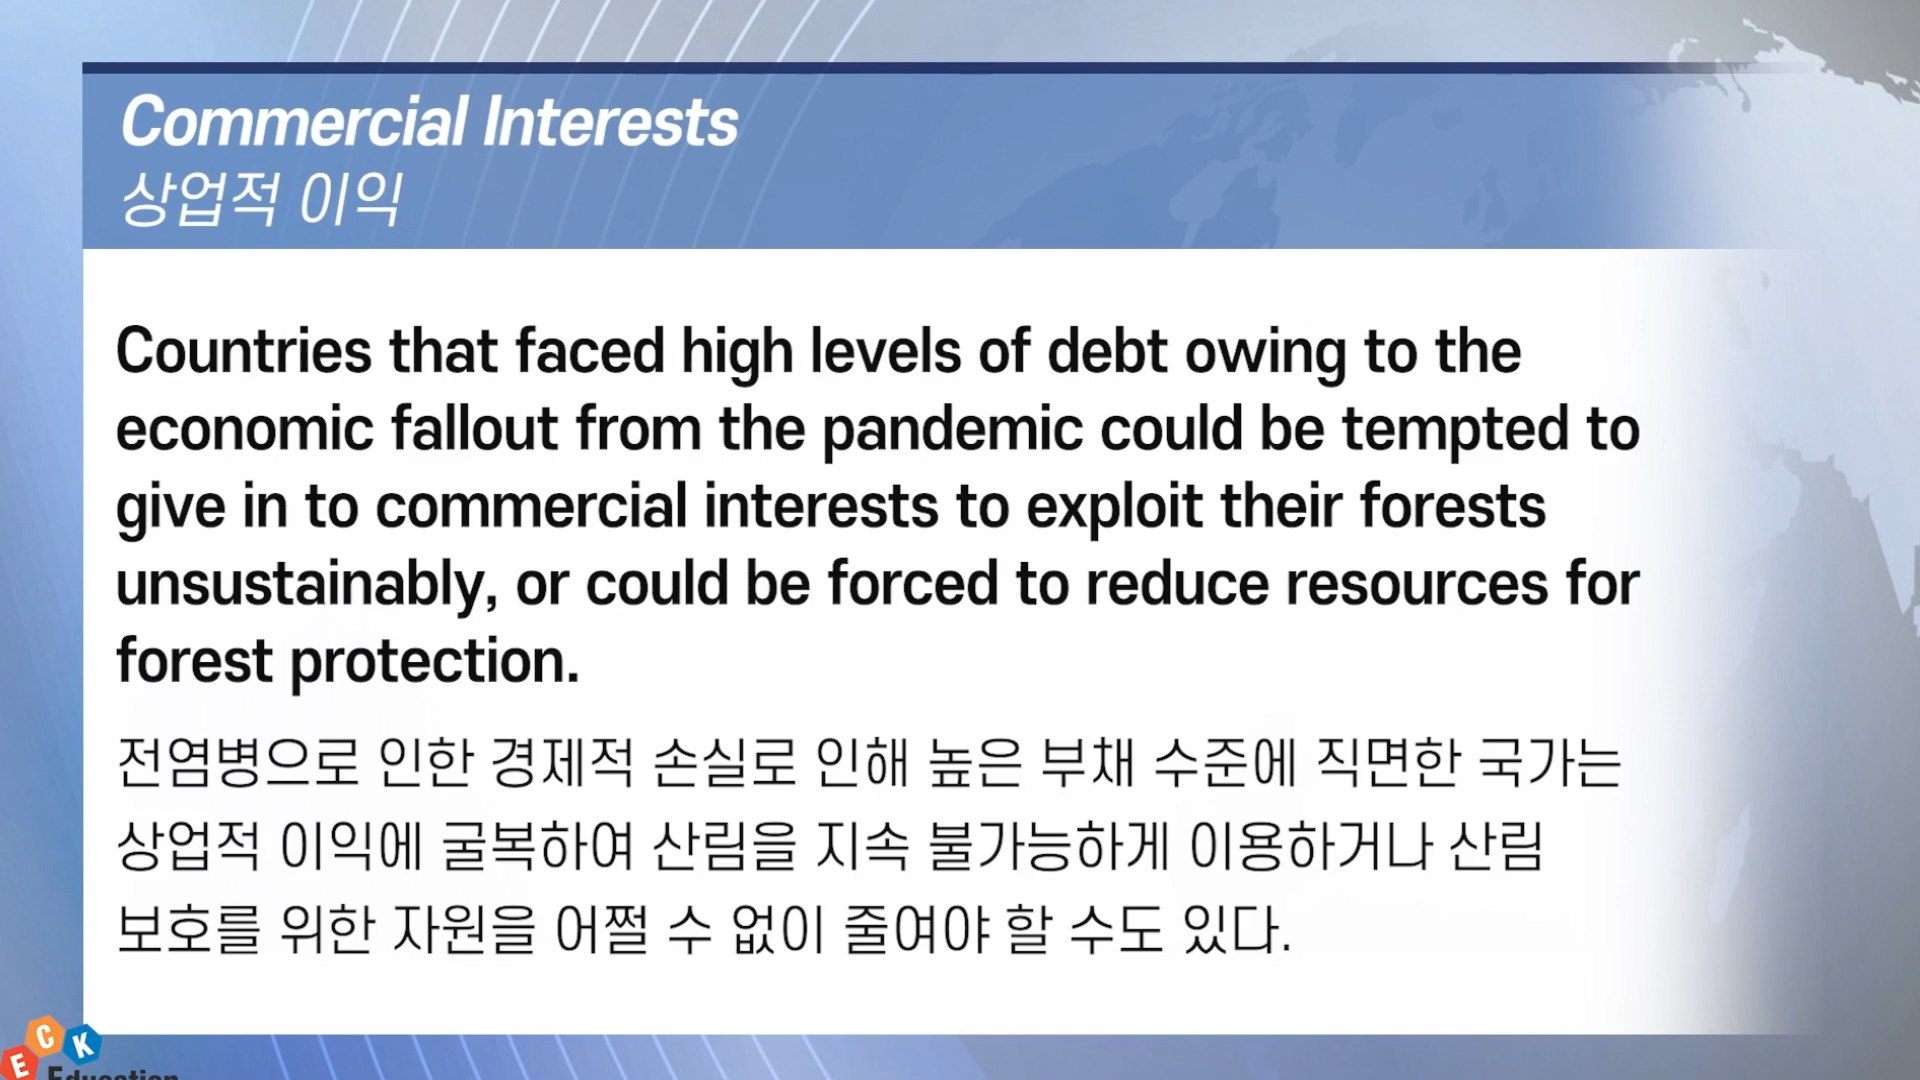 Commercial Interests
상업적 이익
Countries that faced high levels of debt owing to the
economic fallout from the pandemic could be tempted to
give in to commercial interests to exploit their forests
unsustainably, or could be forced to reduce resources for
forest protection.
전염병으로 인한 경제적 손실로 인해 높은 부채 수준에 직면한 국가는
상업적 이익에 굴복하여 산림을 지속 불가능하게 이용하거나 산림
보호를 위한 자원을 어쩔 수 없이 줄여야 할 수도 있다.
ECK
Education